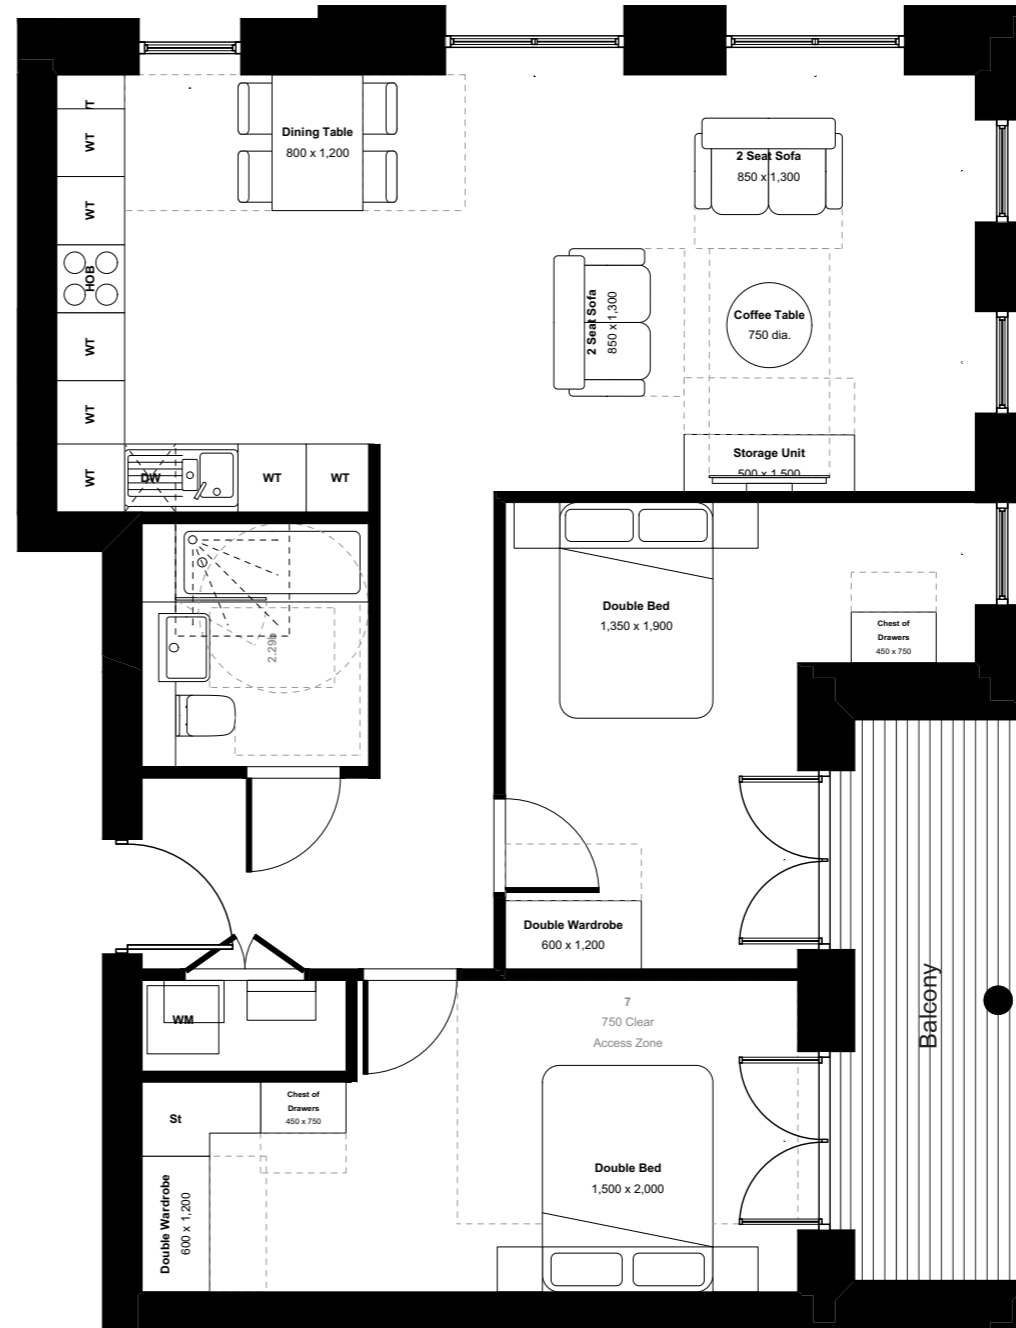 Dining Table
800 x 1,200
2 Seat Sofa
850 x 1,300
WT
WT
HOB
2 Seat Sofa
850 x 1,300
Coffee Table
750 dia.
WT
WT
Storage Unit
500 x 1,500
WT
DW
WT
WT
Double Bed
1,350 x 1,900
Chest of
Drawers
450 x 750
Double Wardrobe
600 x 1,200
Balcony
7
750 Clear
Access Zone
WM
Chest of
Drawers
450 x 750
St
Double Bed
1,500 x 2,000
Double Wardrobe
600 x 1,200